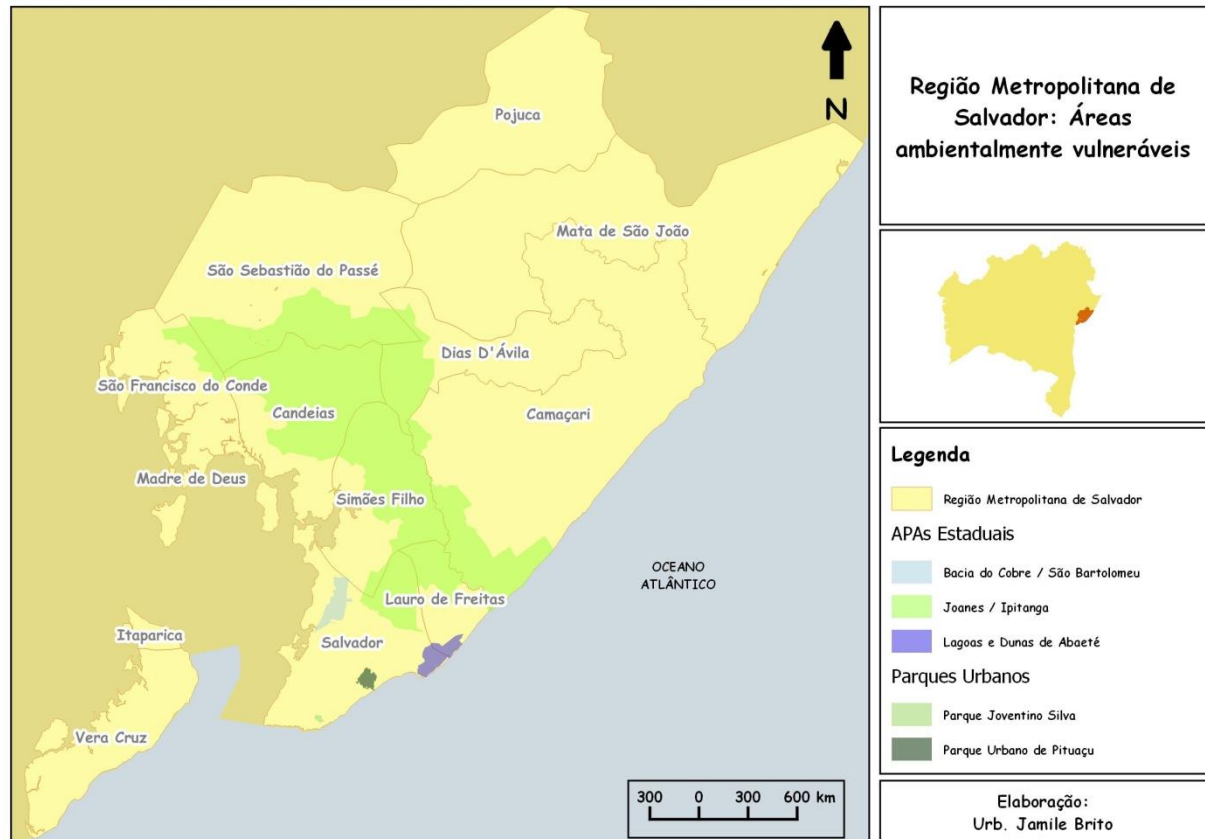 N
Pojuca
Mata de São João
São Sebastião do Passé
Dias D'Ávila
São Francisco do Conde
Candeias
Camaçari
Madre de Deus
Simões Filho
OCEANO
ATLÂNTICO
Lauro de Freitas
Itaparica
Salvador
Vera Cruz
300 0 300 600 km
Região Metropolitana de
Salvador: Áreas
ambientalmente vulneráveis
Legenda
Região Metropolitana de Salvador
APAs Estaduais
Bacia do Cobre / São Bartolomeu
Joanes / Ipitanga
Lagoas e Dunas de Abaeté
Parques Urbanos
Parque Joventino Silva
Parque Urbano de Pituaçu
Elaboração:
Urb. Jamile Brito